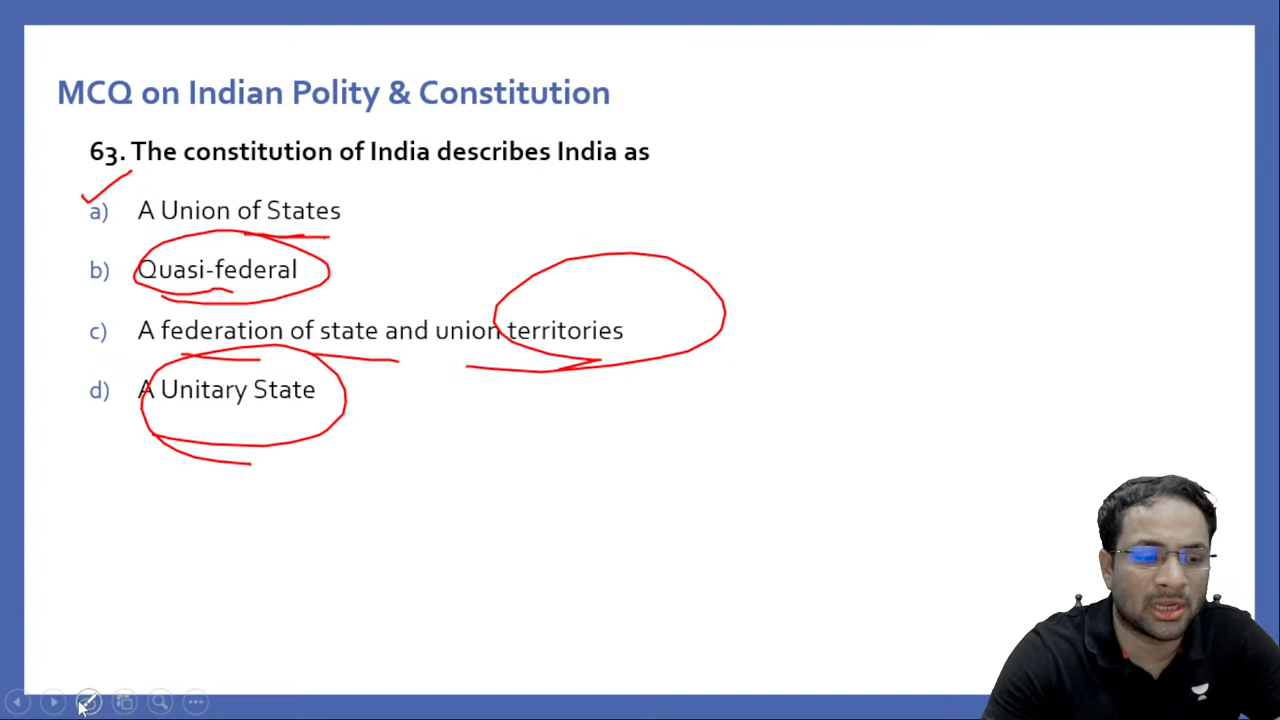 MCQ on Indian Polity & Constitution
63. The constitution of India describes India as
a) A Union of States
b) Quasi-federal
c) A federation of state and union territories
d) A Unitary State